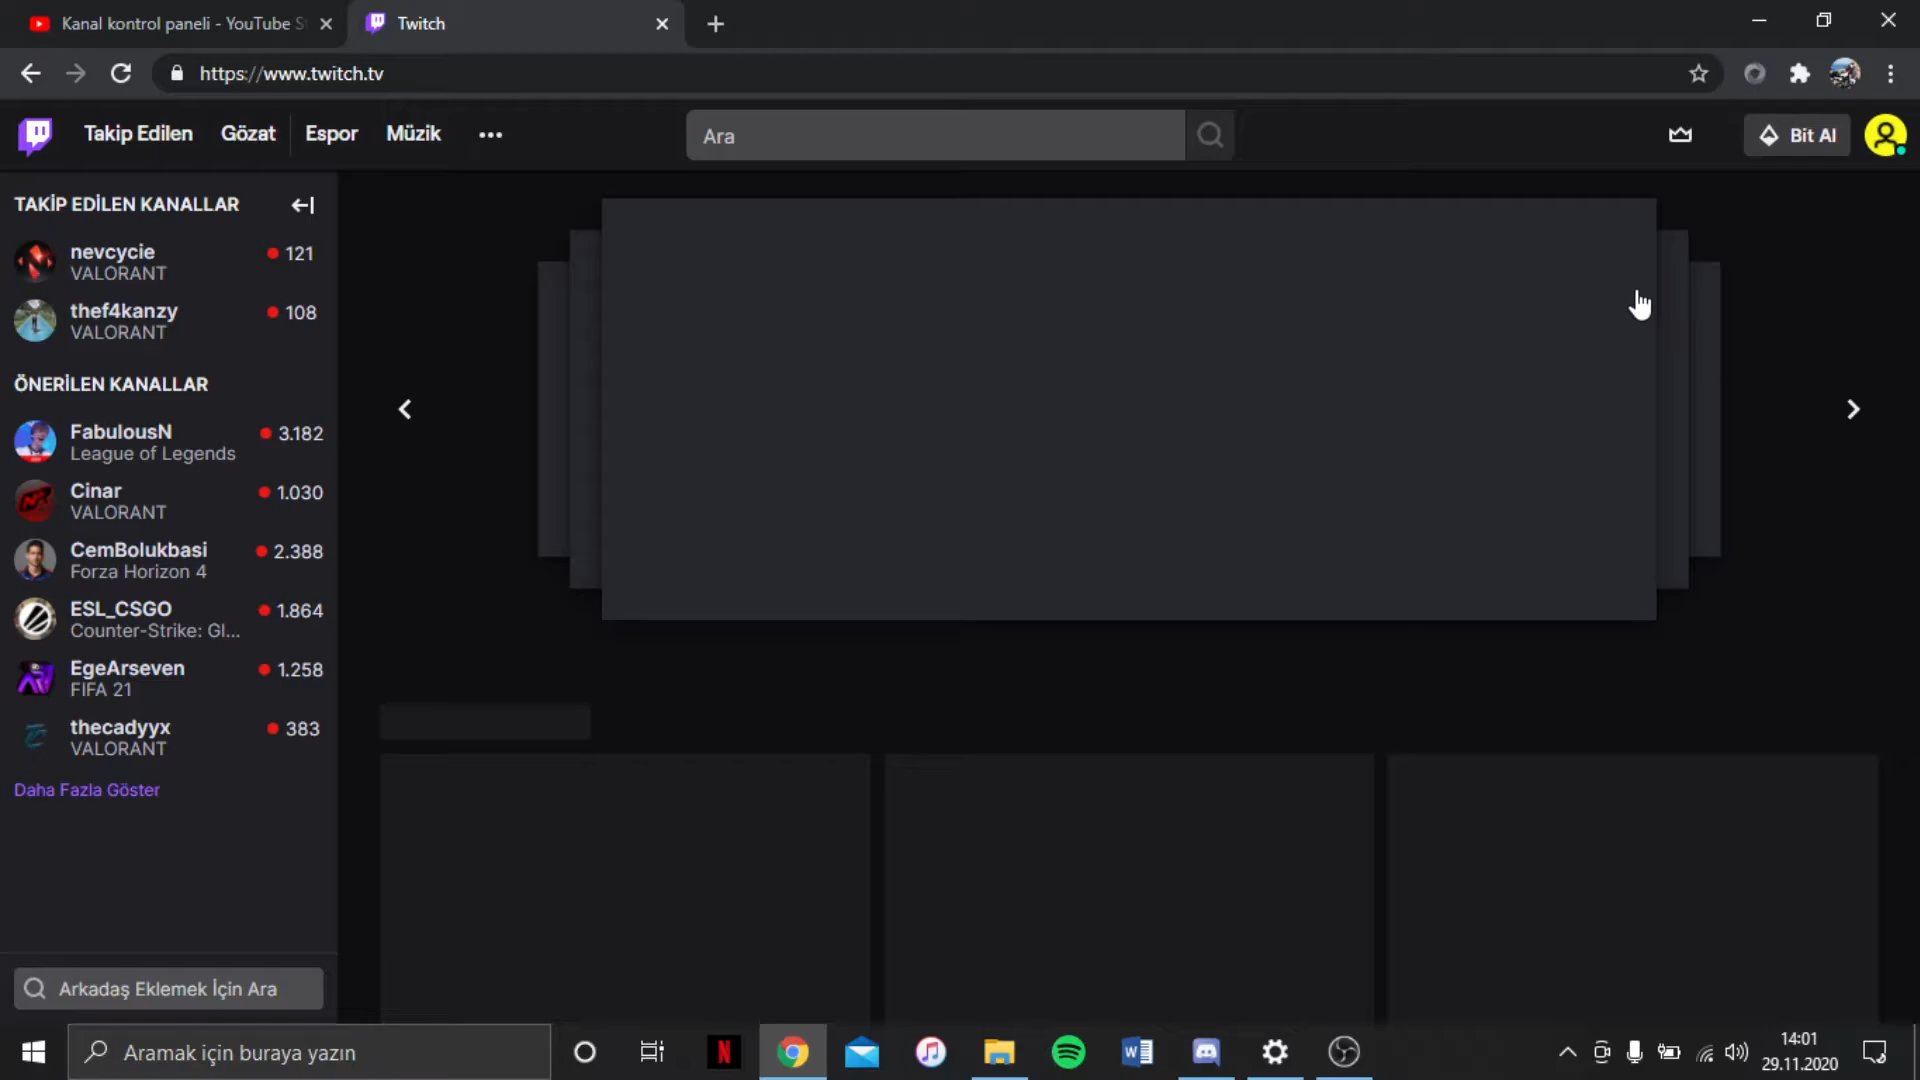 Kanal kontrol paneli - YouTube S
Twitch
https://www.twitch.tv
Takip Edilen
Gözat
Espor
Müzik
Ara
Bit Al
TAKİP EDİLEN KANALLAR
nevcycie
121
VALORANT
thef4kanzy
108
VALORANT
ÖNERİLEN KANALLAR
FabulousN
3.182
League of Legends
Cinar
1.030
VALORANT
CemBolukbasi
2.388
Forza Horizon 4
ESL_CSGO
1.864
Counter-Strike: Gl...
EgeArseven
1.258
FIFA 21
thecadyyx
383
VALORANT
Daha Fazla Göster
Arkadaş Eklemek İçin Ara
Aramak için buraya yazın
14:01
29.11.2020